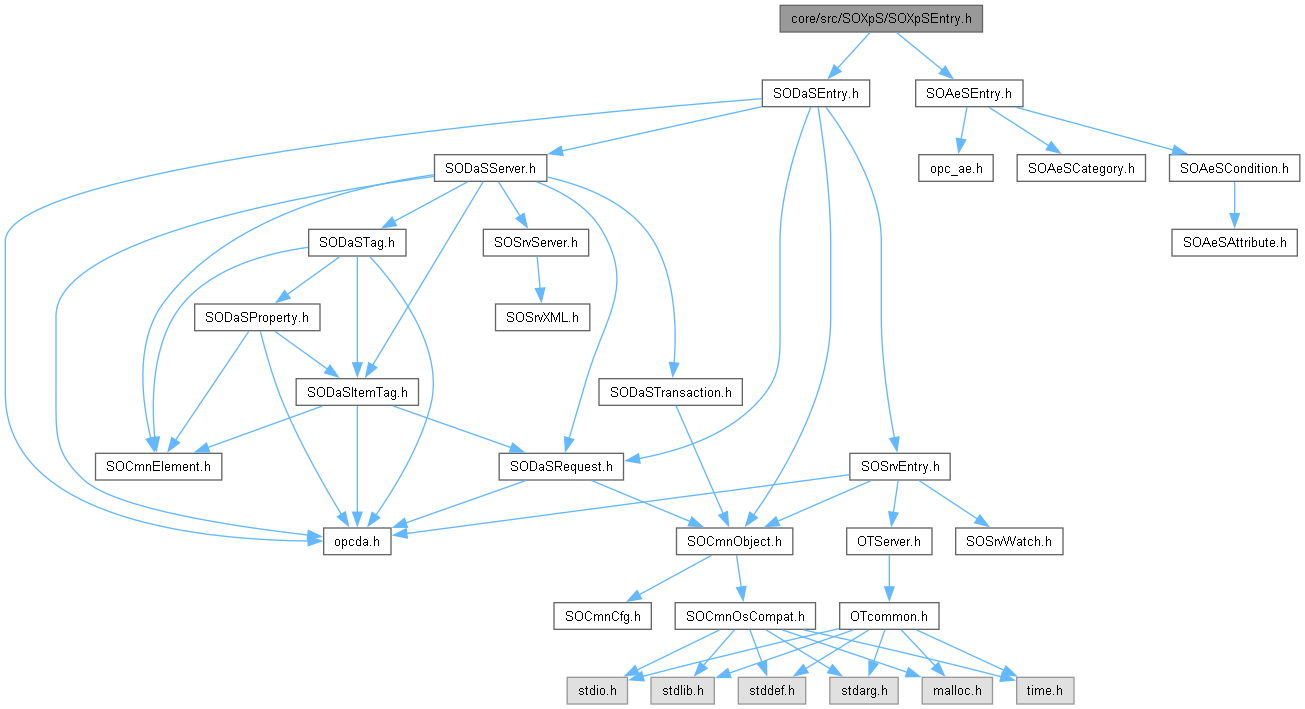 core/src/SOXpS/SOXpSEntry.h
SODaSEntry.h
SOAeSEntry.h
SODaSServer.h
opc_ae.h
SOAeSCategory.h
SOAeSCondition.h
SODaSTag.h
SOSrvServer.h
SOAeSAttribute.h
SODaSProperty.h
SOSrvXML.h
SODaSItemTag.h
SODaSTransaction.h
SOCmnElement.h
SODaSRequest.h
SOSrvEntry.h
opcda.h
SOCmnObject.h
OTServer.h
SOSrvWatch.h
SOCmnCfg.h
SOCmnOsCompat.h
OTcommon.h
stdio.h
stdlib.h
stddef.h
stdarg.h
malloc.h
time.h